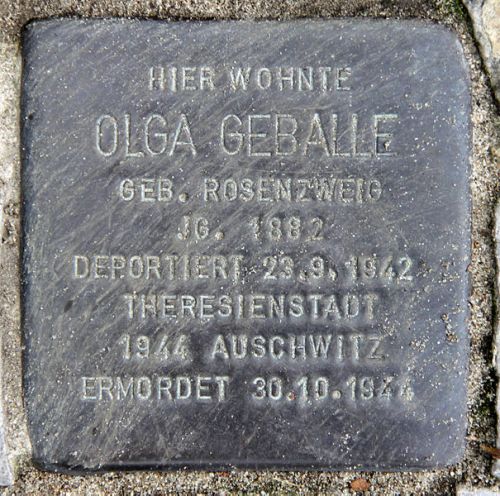 HIER WOHNTE
OLGA GEBALLE
GEB. ROSENZWEIG
JG. 1882
DEPORTIERT 23.9.1942
THERESIENSTADT
1944 AUSCHWITZ
ERMORDET 30.10.1944